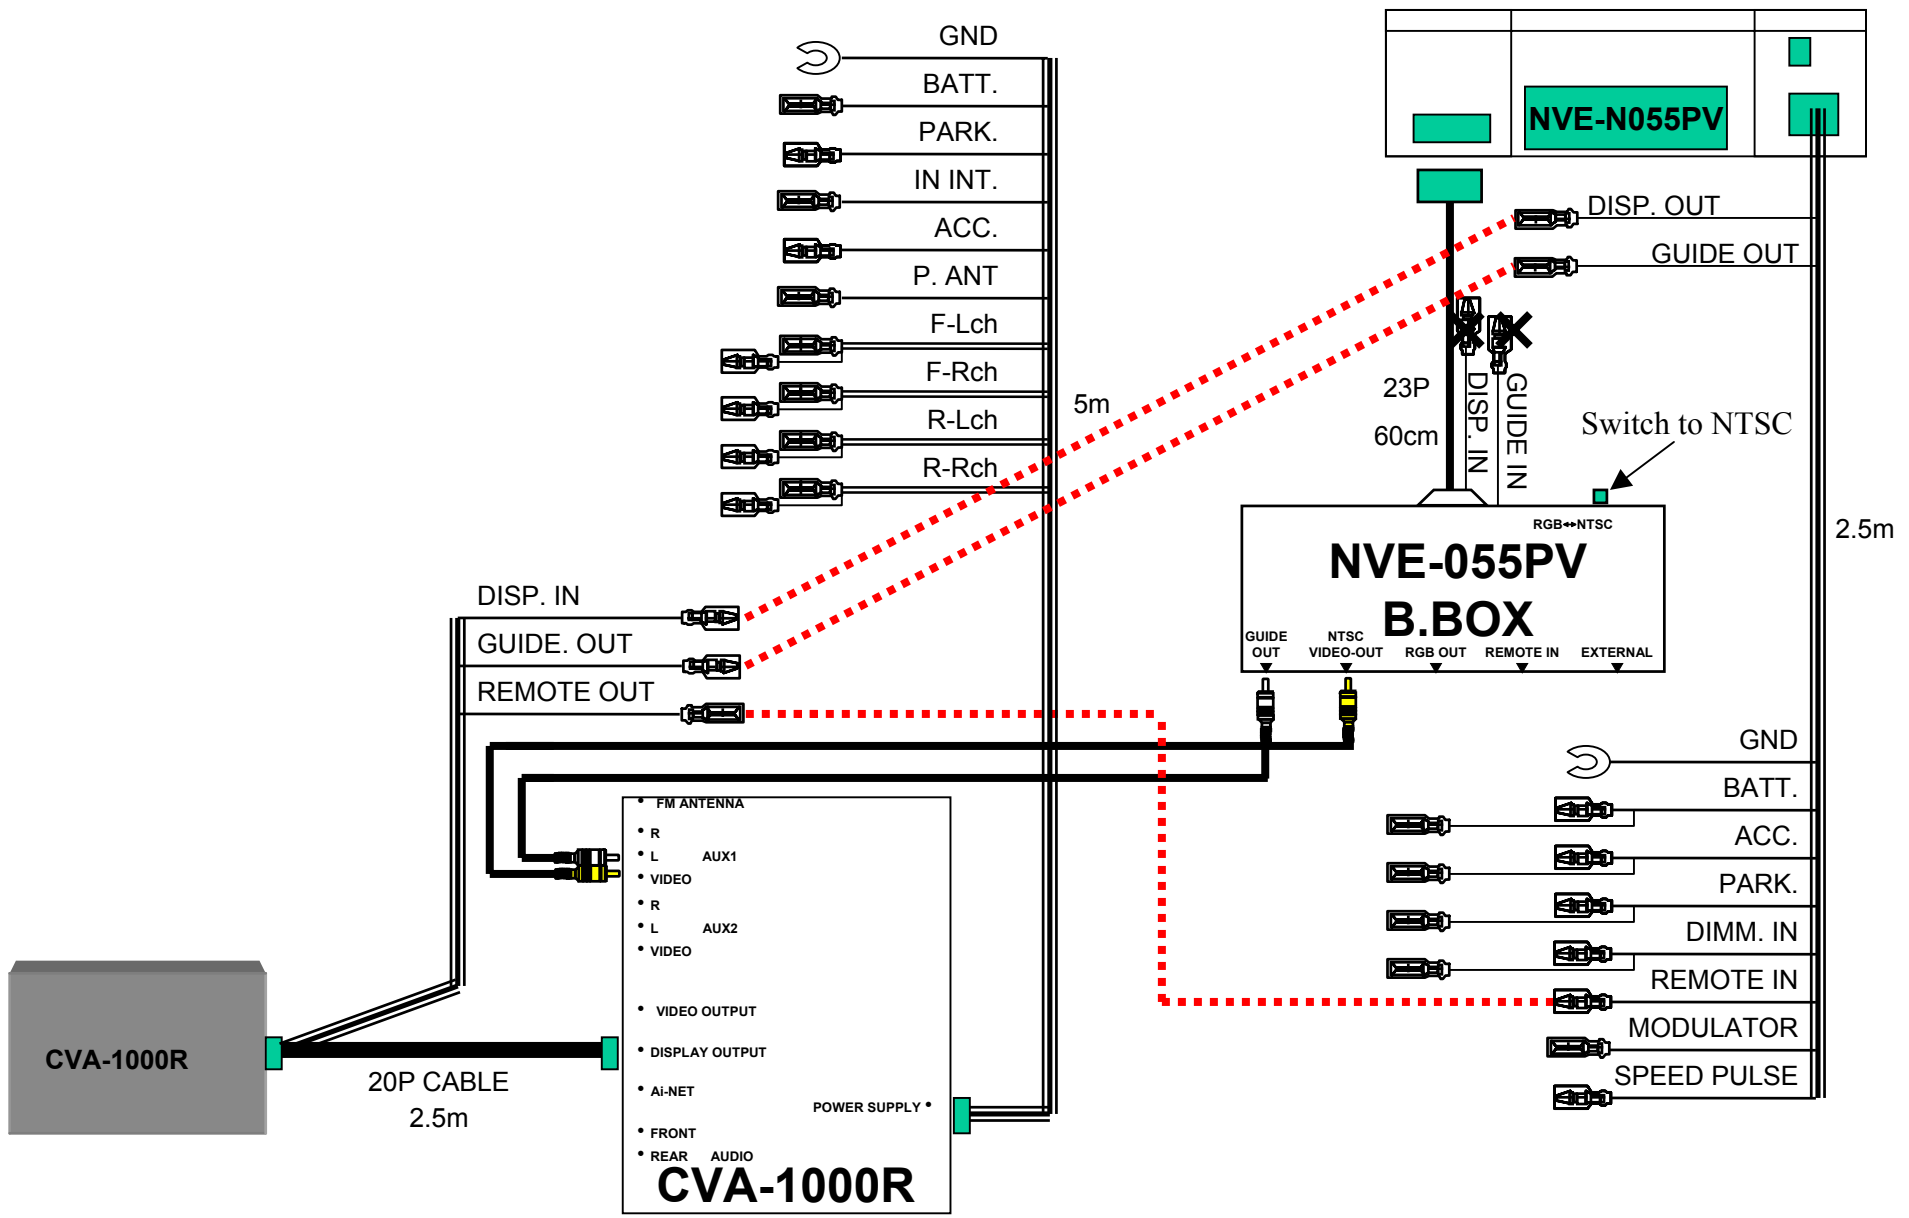 GND
BATT.
PARK.
IN INT.
ACC.
P. ANT
F-Lch
F-Rch
R-Lch
R-Rch
5m
NVE-N055PV
DISP. OUT
GUIDE OUT
23P
60cm
DISP. IN
GUIDE IN
Switch to NTSC
2.5m
RGB↔NTSC
NVE-055PV
B.BOX
GUIDE OUT
NTSC VIDEO-OUT
RGB OUT
REMOTE IN
EXTERNAL
DISP. IN
GUIDE. OUT
REMOTE OUT
GND
BATT.
ACC.
PARK.
DIMM. IN
REMOTE IN
MODULATOR
SPEED PULSE
• FM ANTENNA
• R
• L AUX1
• VIDEO
• R
• L AUX2
• VIDEO
• VIDEO OUTPUT
• DISPLAY OUTPUT
• Ai-NET
POWER SUPPLY •
• FRONT
• REAR AUDIO
CVA-1000R
CVA-1000R
20P CABLE
2.5m